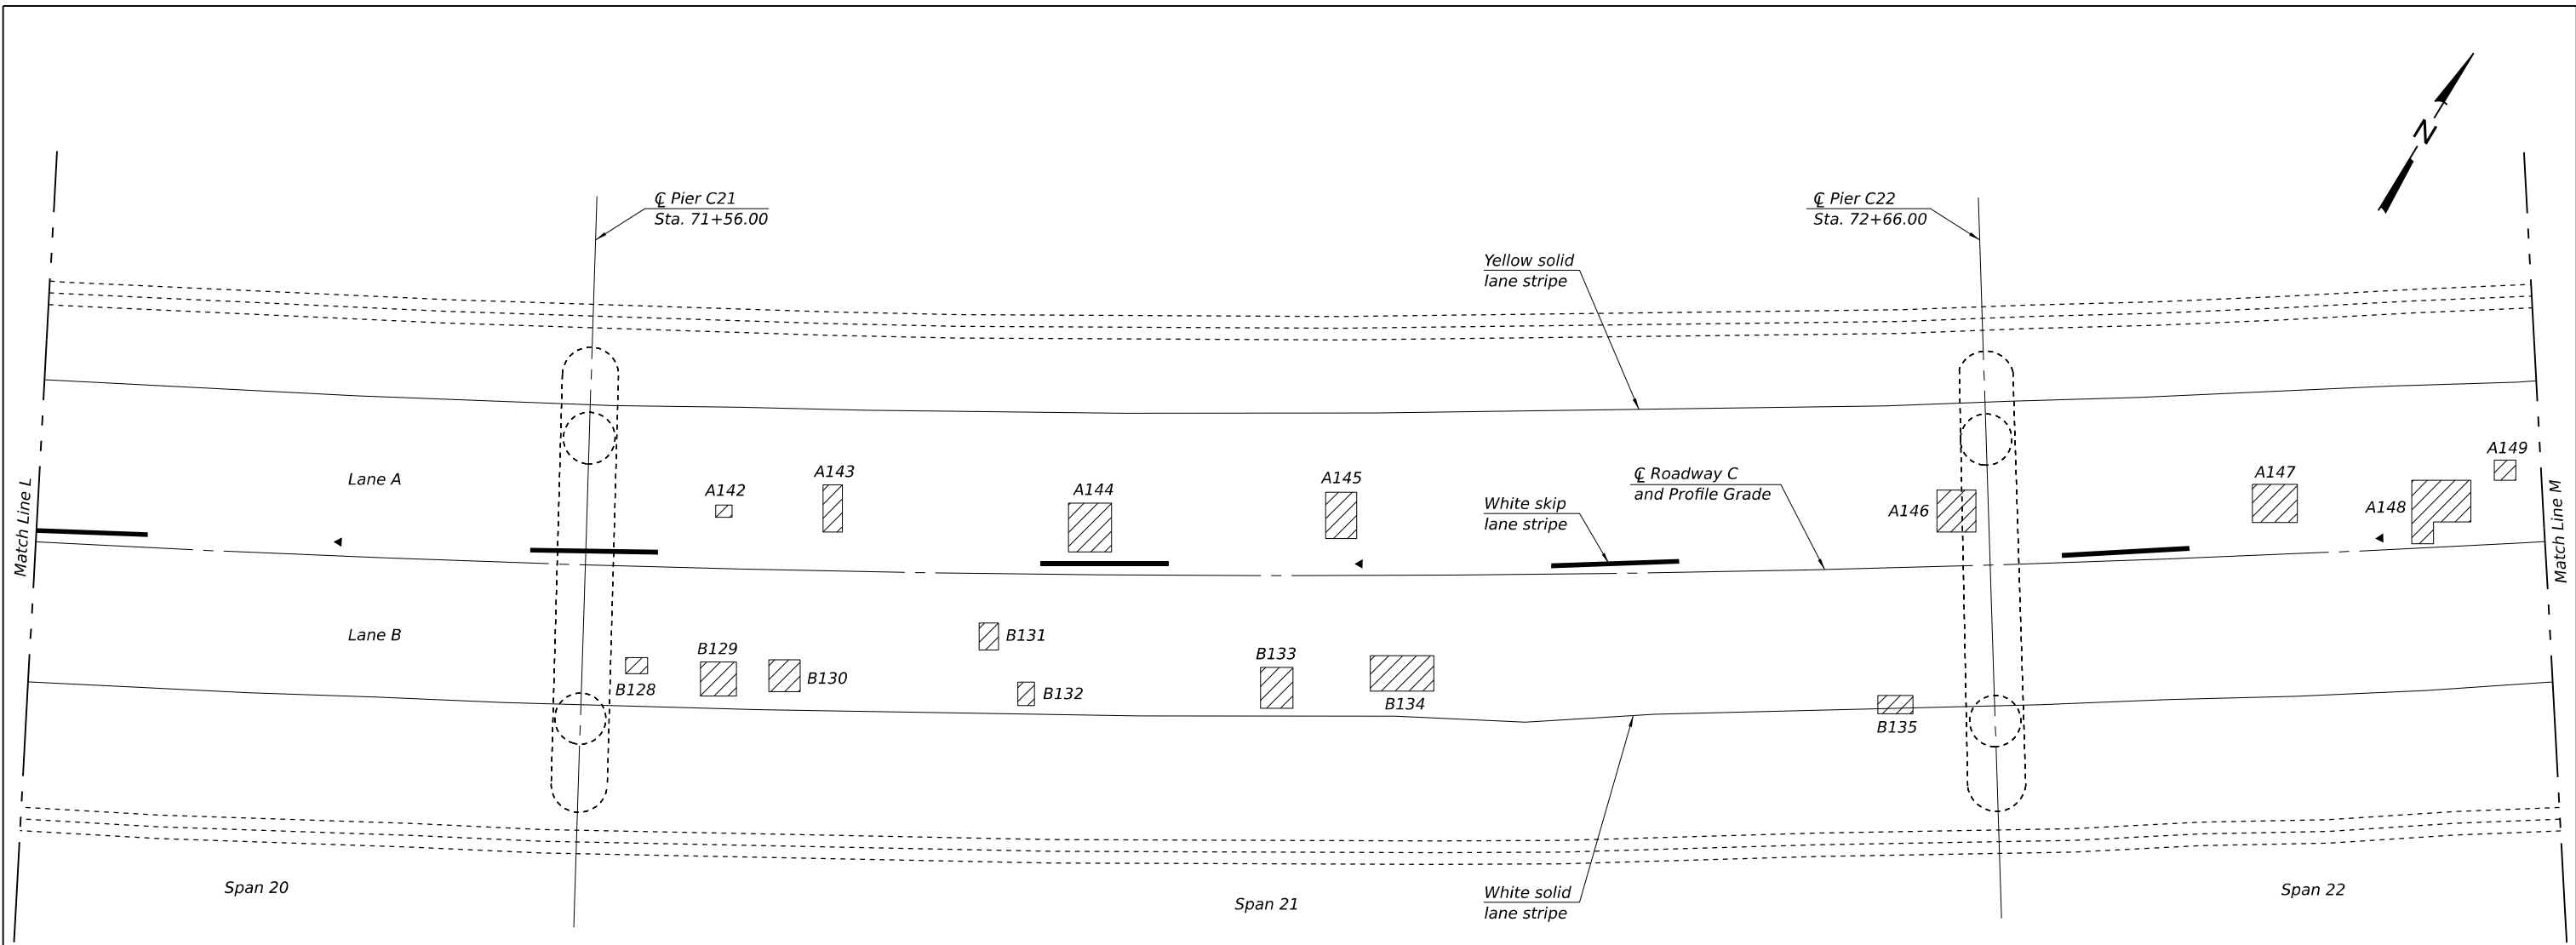 N
℄ Pier C21
Sta. 71+56.00
℄ Pier C22
Sta. 72+66.00
Yellow solid
lane stripe
Match Line L
Lane A
A142
A143
A144
A145
White skip
lane stripe
℄ Roadway C
and Profile Grade
A146
A147
A148
A149
Match Line M
Lane B
B128
B129
B130
B131
B132
B133
B134
B135
Span 20
Span 21
White solid
lane stripe
Span 22